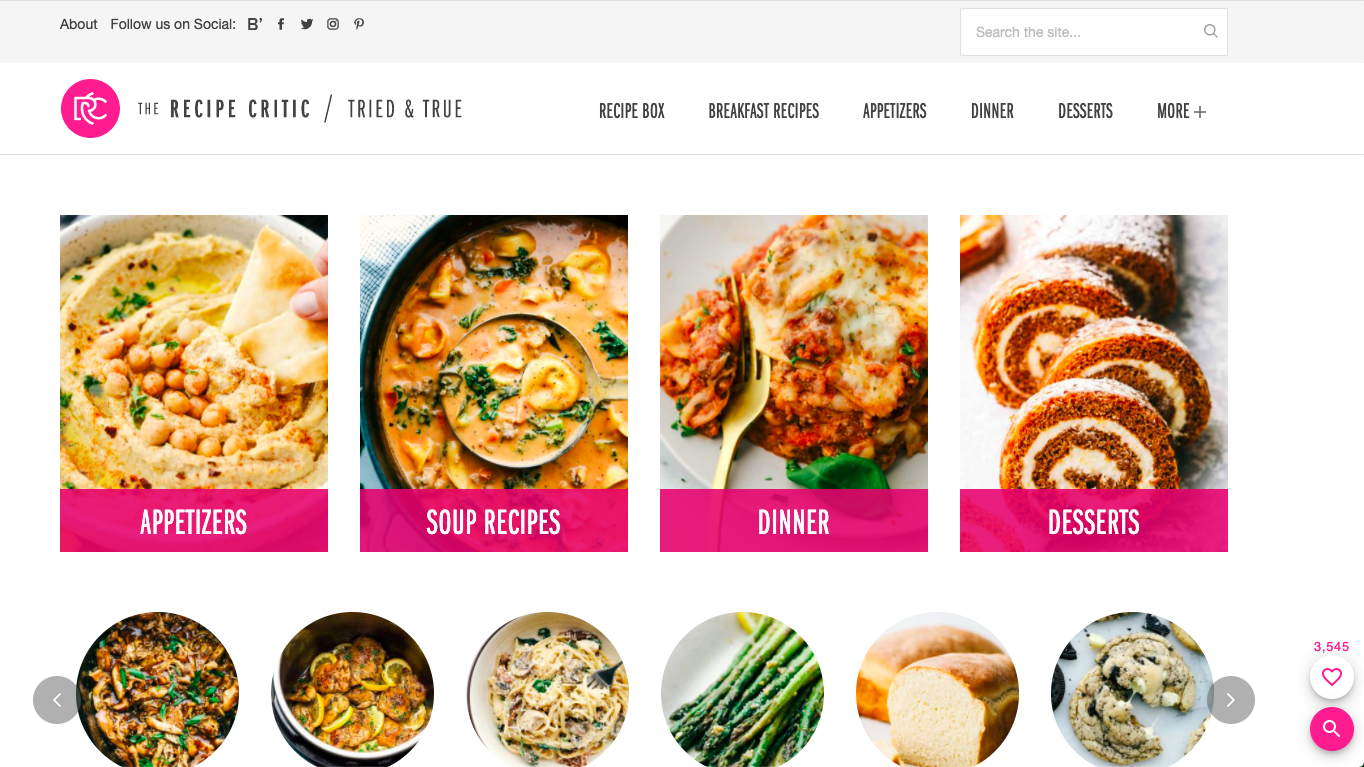 About Follow us on Social:
Search the site...
THE RECIPE CRITIC / TRIED & TRUE
RECIPE BOX BREAKFAST RECIPES APPETIZERS DINNER DESSERTS MORE +
APPETIZERS SOUP RECIPES DINNER DESSERTS
3,545